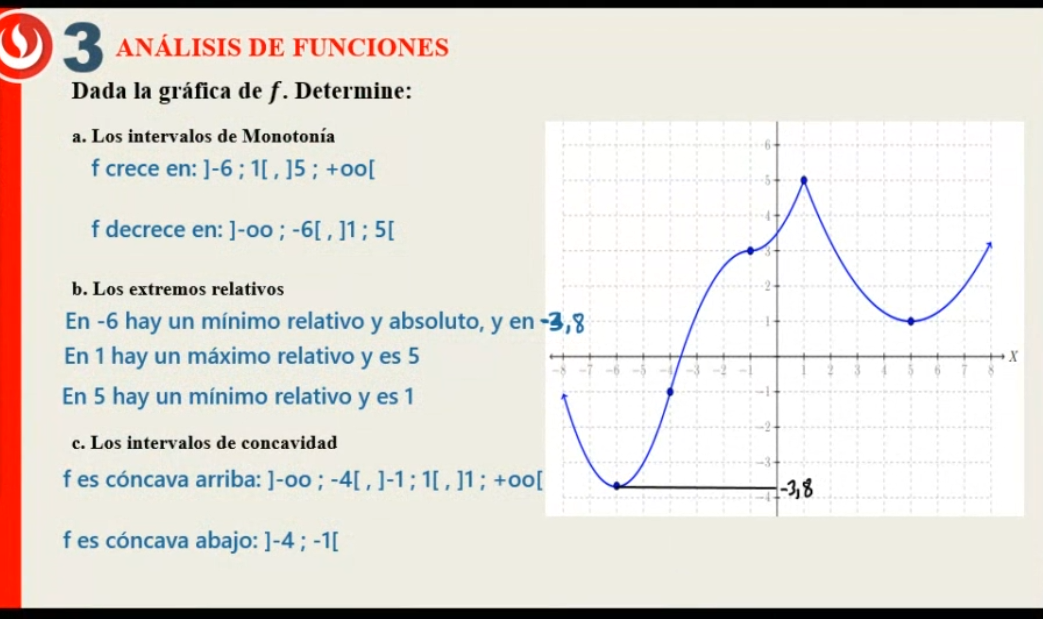 3 ANÁLISIS DE FUNCIONES
Dada la gráfica de f. Determine:
a. Los intervalos de Monotonía
f crece en: ]-6 ; 1[ , ]5 ; +oo[
f decrece en: ]-oo ; -6[ , ]1 ; 5[
b. Los extremos relativos
En -6 hay un mínimo relativo y absoluto, y en -3,8
En 1 hay un máximo relativo y es 5
En 5 hay un mínimo relativo y es 1
c. Los intervalos de concavidad
f es cóncava arriba: ]-oo ; -4[ , ]-1 ; 1[ , ]1 ; +oo[
f es cóncava abajo: ]-4 ; -1[
6
5
4
3
2
1
-8 -7 -6 -5 -4 -3 -2 -1 1 2 3 4 5 6 7 8 X
-1
-2
-3
-4 -3,8